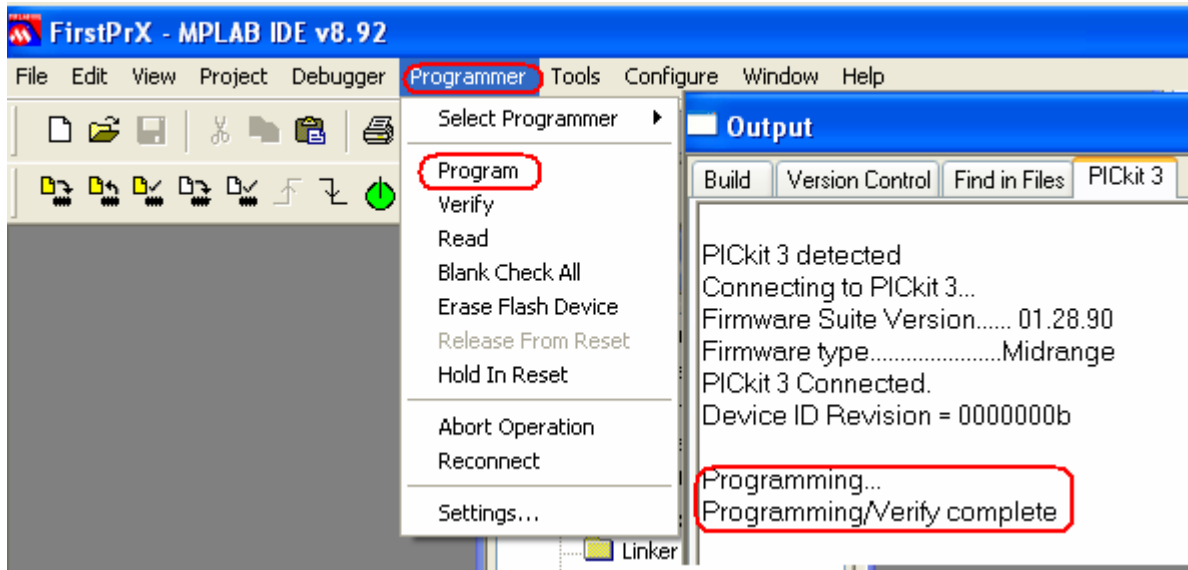 FirstPrX - MPLAB IDE v8.92
File Edit View Project Debugger Programmer Tools Configure Window Help
Select Programmer
Program
Verify
Read
Blank Check All
Erase Flash Device
Release From Reset
Hold In Reset
Abort Operation
Reconnect
Settings...
Linker
Output
Build Version Control Find in Files PICkit 3
PICkit 3 detected
Connecting to PICkit 3...
Firmware Suite Version...... 01.28.90
Firmware type......................Midrange
PICkit 3 Connected.
Device ID Revision = 0000000b
Programming...
Programming/Verify complete